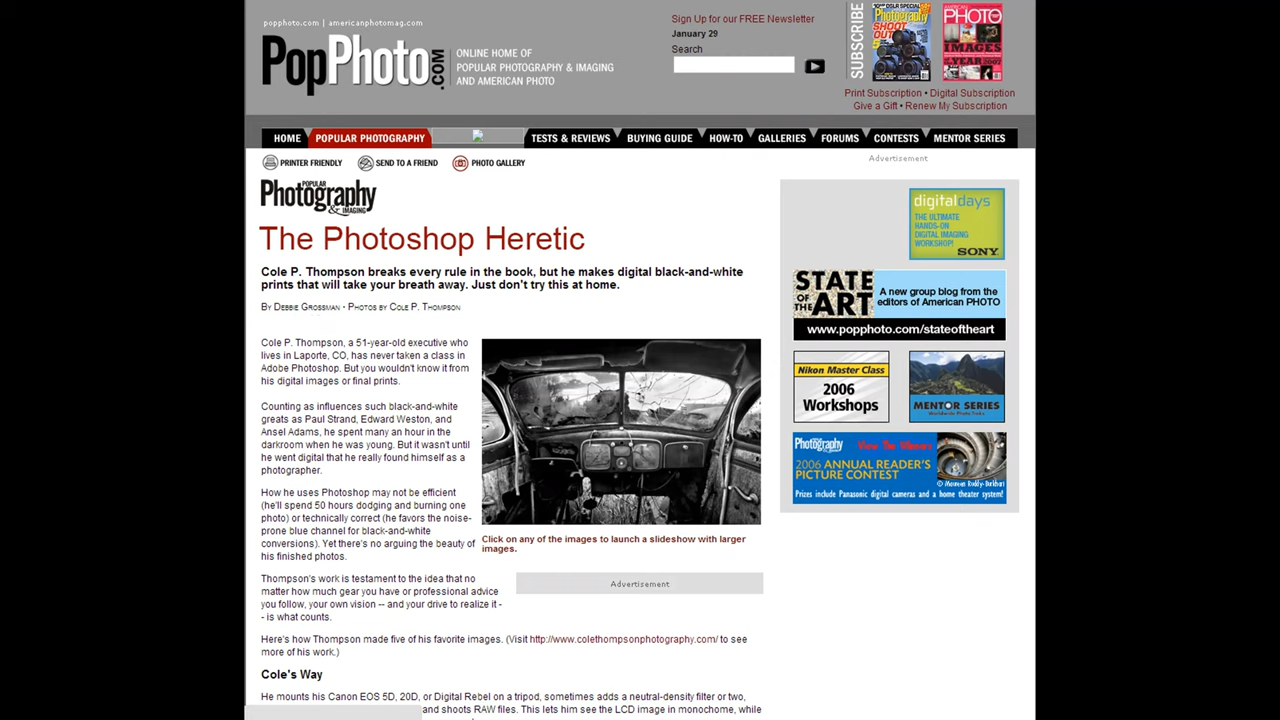 popphoto.com | americanphotomag.com
PopPhoto.COM
ONLINE HOME OF
POPULAR PHOTOGRAPHY & IMAGING
AND AMERICAN PHOTO
Sign Up for our FREE Newsletter
January 29
Search
SUBSCRIBE
Photography
SHOOT
OUT
AMERICAN
PHOTO
IMAGES
Print Subscription • Digital Subscription
Give a Gift • Renew My Subscription
HOME
POPULAR PHOTOGRAPHY
TESTS & REVIEWS
BUYING GUIDE
HOW-TO
GALLERIES
FORUMS
CONTESTS
MENTOR SERIES
PRINTER FRIENDLY
SEND TO A FRIEND
PHOTO GALLERY
POPULAR
Photography
& IMAGING
The Photoshop Heretic
Cole P. Thompson breaks every rule in the book, but he makes digital black-and-white
prints that will take your breath away. Just don't try this at home.
By Debbie Grossman • Photos by Cole P. Thompson
Cole P. Thompson, a 51-year-old executive who
lives in Laporte, CO, has never taken a class in
Adobe Photoshop. But you wouldn't know it from
his digital images or final prints.
Counting as influences such black-and-white
greats as Paul Strand, Edward Weston, and
Ansel Adams, he spent many an hour in the
darkroom when he was young. But it wasn't until
he went digital that he really found himself as a
photographer.
How he uses Photoshop may not be efficient
(he'll spend 50 hours dodging and burning one
photo) or technically correct (he favors the noise-
prone blue channel for black-and-white
conversions). Yet there's no arguing the beauty of
his finished photos.
Click on any of the images to launch a slideshow with larger
images.
Advertisement
Thompson's work is testament to the idea that no
matter how much gear you have or professional advice
you follow, your own vision -- and your drive to realize it -
- is what counts.
Here's how Thompson made five of his favorite images. (Visit http://www.colethompsonphotography.com/ to see
more of his work.)
Cole's Way
He mounts his Canon EOS 5D, 20D, or Digital Rebel on a tripod, sometimes adds a neutral-density filter or two,
and shoots RAW files. This lets him see the LCD image in monochrome, while
Advertisement
digitaldays
THE ULTIMATE
HANDS-ON
DIGITAL IMAGING
WORKSHOP!
SONY
STATE
OF THE
ART
A new group blog from the
editors of American PHOTO
www.popphoto.com/stateoftheart
Nikon Master Class
2006
Workshops
MENTOR SERIES
Worldwide Photo Treks
Photography
View The Winners
2006 ANNUAL READER'S
PICTURE CONTEST
© Maureen Ruddy-Burkhart
Prizes include Panasonic digital cameras and a home theater system!